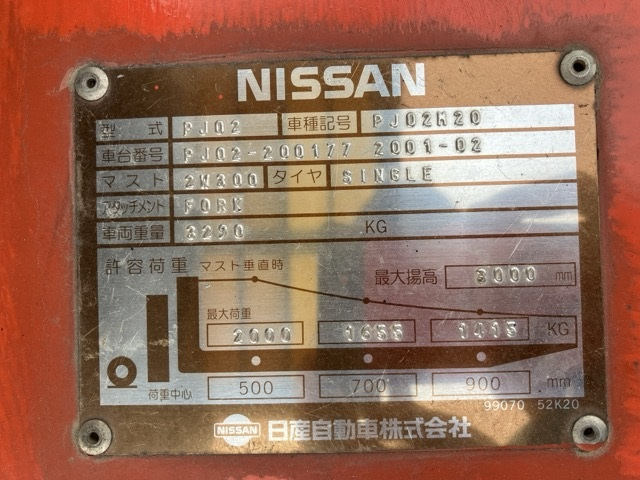 NISSAN
型式 PJ02 車種記号 PJ02M20
車台番号 PJ02-200177 2001-02
マスト 2W300 タイヤ SINGLE
アタッチメント FORK
車両重量 3290 KG
許容荷重 マスト垂直時 最大揚高 3000 mm
最大荷重
2000 1655 1415 KG
荷重中心 500 700 900 mm
99070 52K20
NISSAN 日産自動車株式会社